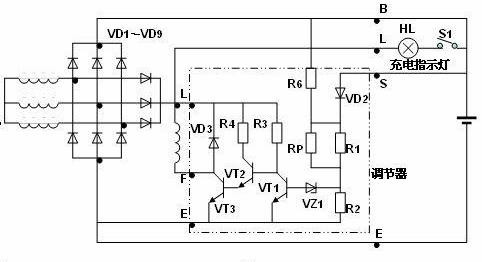 B
VD1~VD9
HL
S1
L
充电指示灯
R6
S
VD2
L
VD3
R4
R3
RP
R1
调节器
VT2
F
VT1
VZ1
VT3
R2
E
E